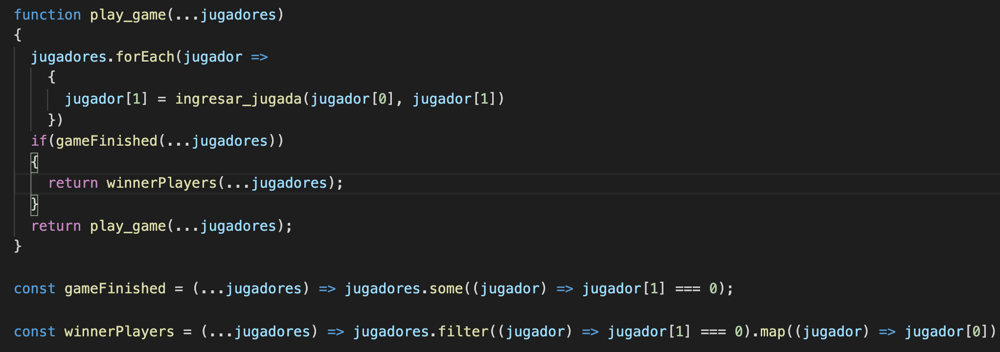 function play_game(...jugadores)
{
  jugadores.forEach(jugador =>
    {
      jugador[1] = ingresar_jugada(jugador[0], jugador[1])
    })
  if(gameFinished(...jugadores))
  {
    return winnerPlayers(...jugadores);
  }
  return play_game(...jugadores);
}
const gameFinished = (...jugadores) => jugadores.some((jugador) => jugador[1] === 0);
const winnerPlayers = (...jugadores) => jugadores.filter((jugador) => jugador[1] === 0).map((jugador) => jugador[0])